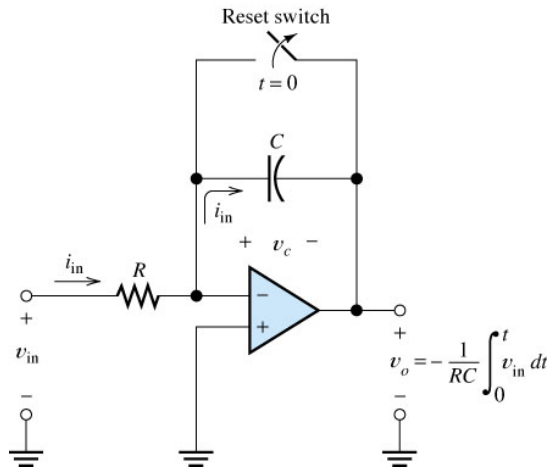 Reset switch
t = 0
C
i_in
+ v_c −
i_in
R
−
+
+
v_in
−
+
v_o = − 1/RC ∫_0^t v_in dt
−